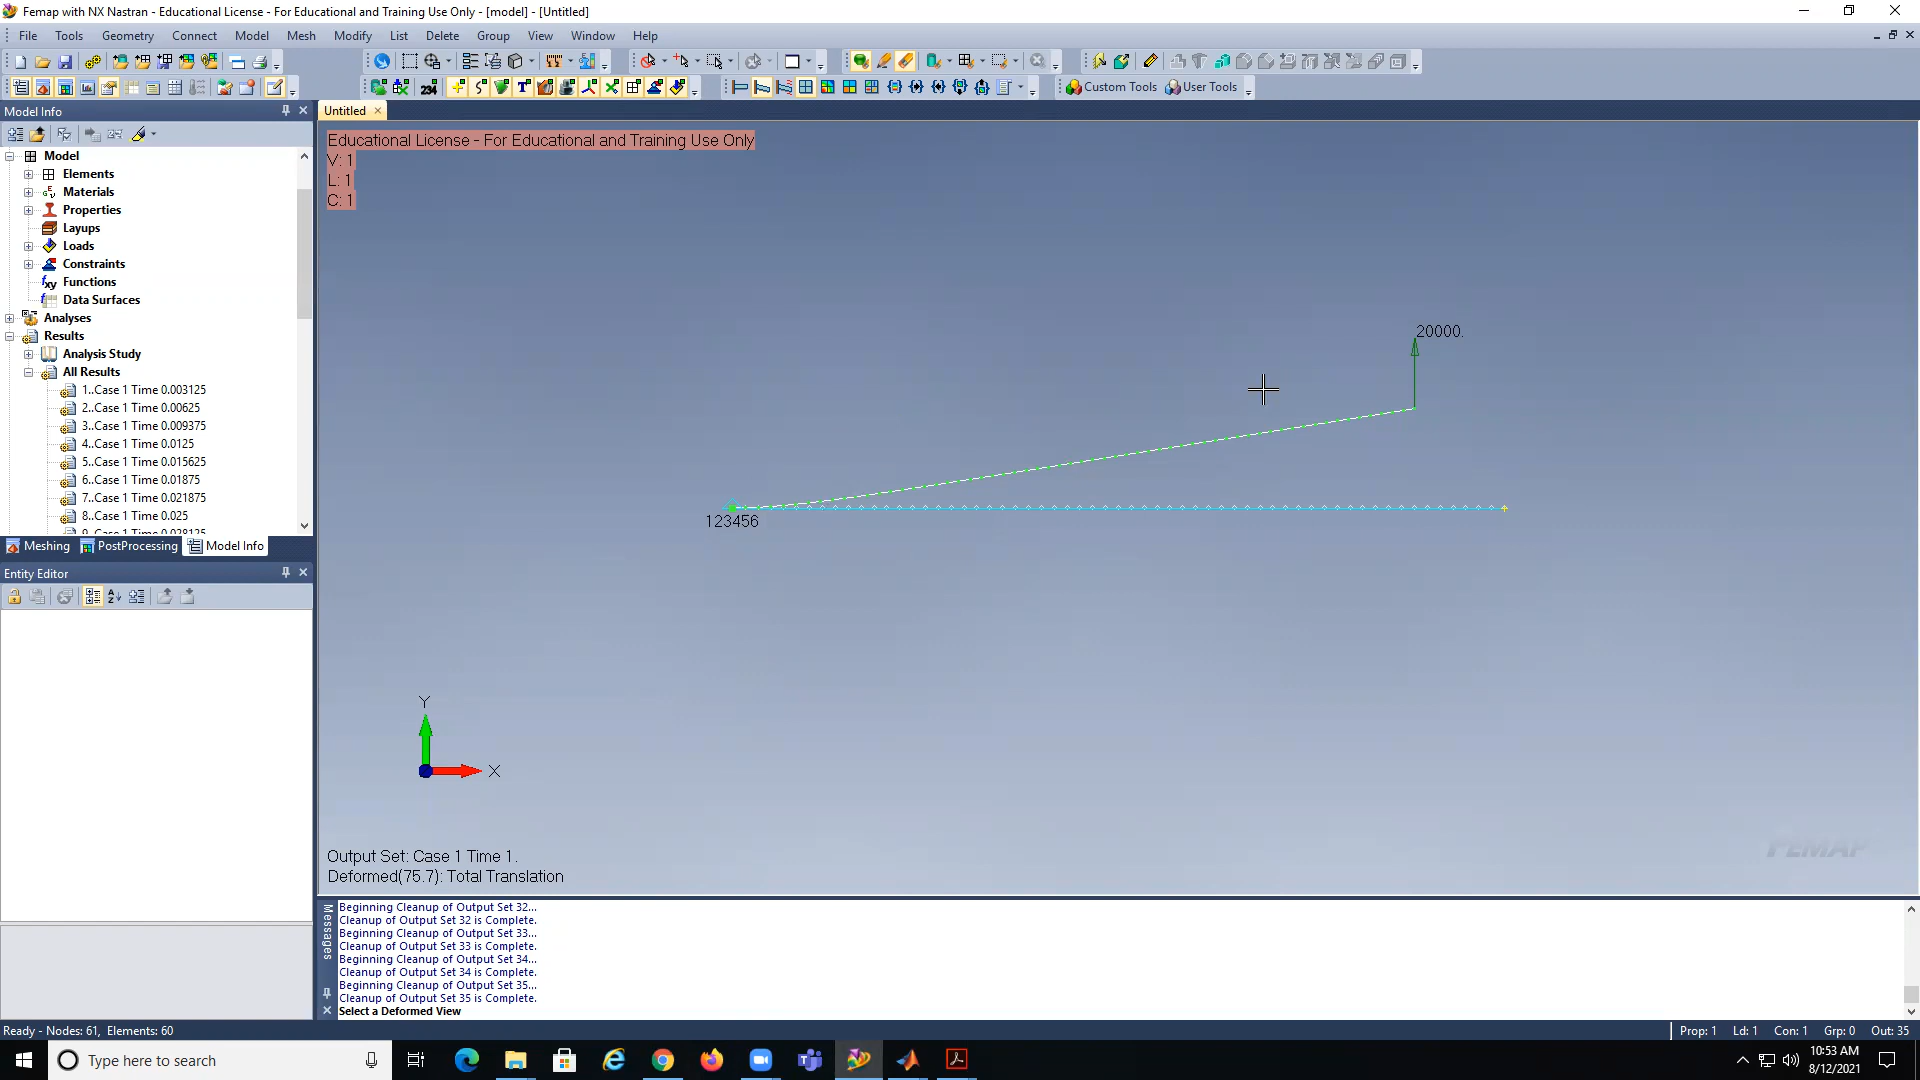 Femap with NX Nastran - Educational License - For Educational and Training Use Only - [model] - [Untitled]
File Tools Geometry Connect Model Mesh Modify List Delete Group View Window Help
234
Custom Tools User Tools
Model Info
Untitled
Model
Elements
Materials
Properties
Layups
Loads
Constraints
Functions
Data Surfaces
Analyses
Results
Analysis Study
All Results
1..Case 1 Time 0.003125
2..Case 1 Time 0.00625
3..Case 1 Time 0.009375
4..Case 1 Time 0.0125
5..Case 1 Time 0.015625
6..Case 1 Time 0.01875
7..Case 1 Time 0.021875
8..Case 1 Time 0.025
9..Case 1 Time 0.028125
Meshing PostProcessing Model Info
Entity Editor
Educational License - For Educational and Training Use Only
V: 1
L: 1
C: 1
20000.
123456
Y
X
FEMAP
Output Set: Case 1 Time 1.
Deformed(75.7): Total Translation
Messages
Beginning Cleanup of Output Set 32...
Cleanup of Output Set 32 is Complete.
Beginning Cleanup of Output Set 33...
Cleanup of Output Set 33 is Complete.
Beginning Cleanup of Output Set 34...
Cleanup of Output Set 34 is Complete.
Beginning Cleanup of Output Set 35...
Cleanup of Output Set 35 is Complete.
Select a Deformed View
Ready - Nodes: 61, Elements: 60
Prop: 1 Ld: 1 Con: 1 Grp: 0 Out: 35
Type here to search
10:53 AM
8/12/2021